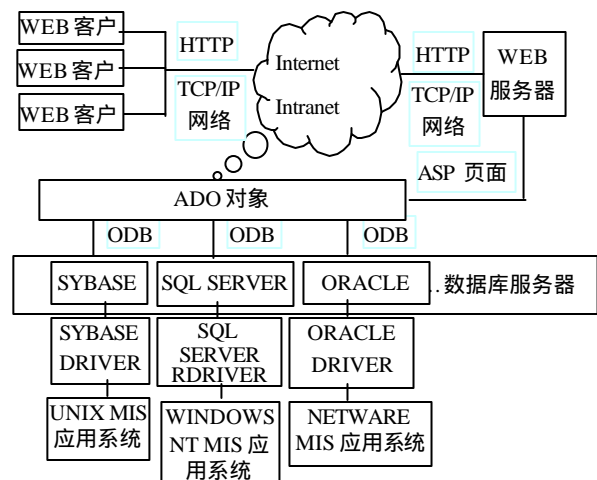 WEB 客户
WEB 客户
WEB 客户
HTTP
TCP/IP
网络
Internet
Intranet
HTTP
TCP/IP
网络
WEB
服务器
ASP 页面
ADO 对象
ODB
ODB
ODB
SYBASE
SQL SERVER
ORACLE
..数据库服务器
SYBASE
DRIVER
SQL
SERVER
RDRIVER
ORACLE
DRIVER
UNIX MIS
应用系统
WINDOWS
NT MIS 应
用系统
NETWARE
MIS 应用系统